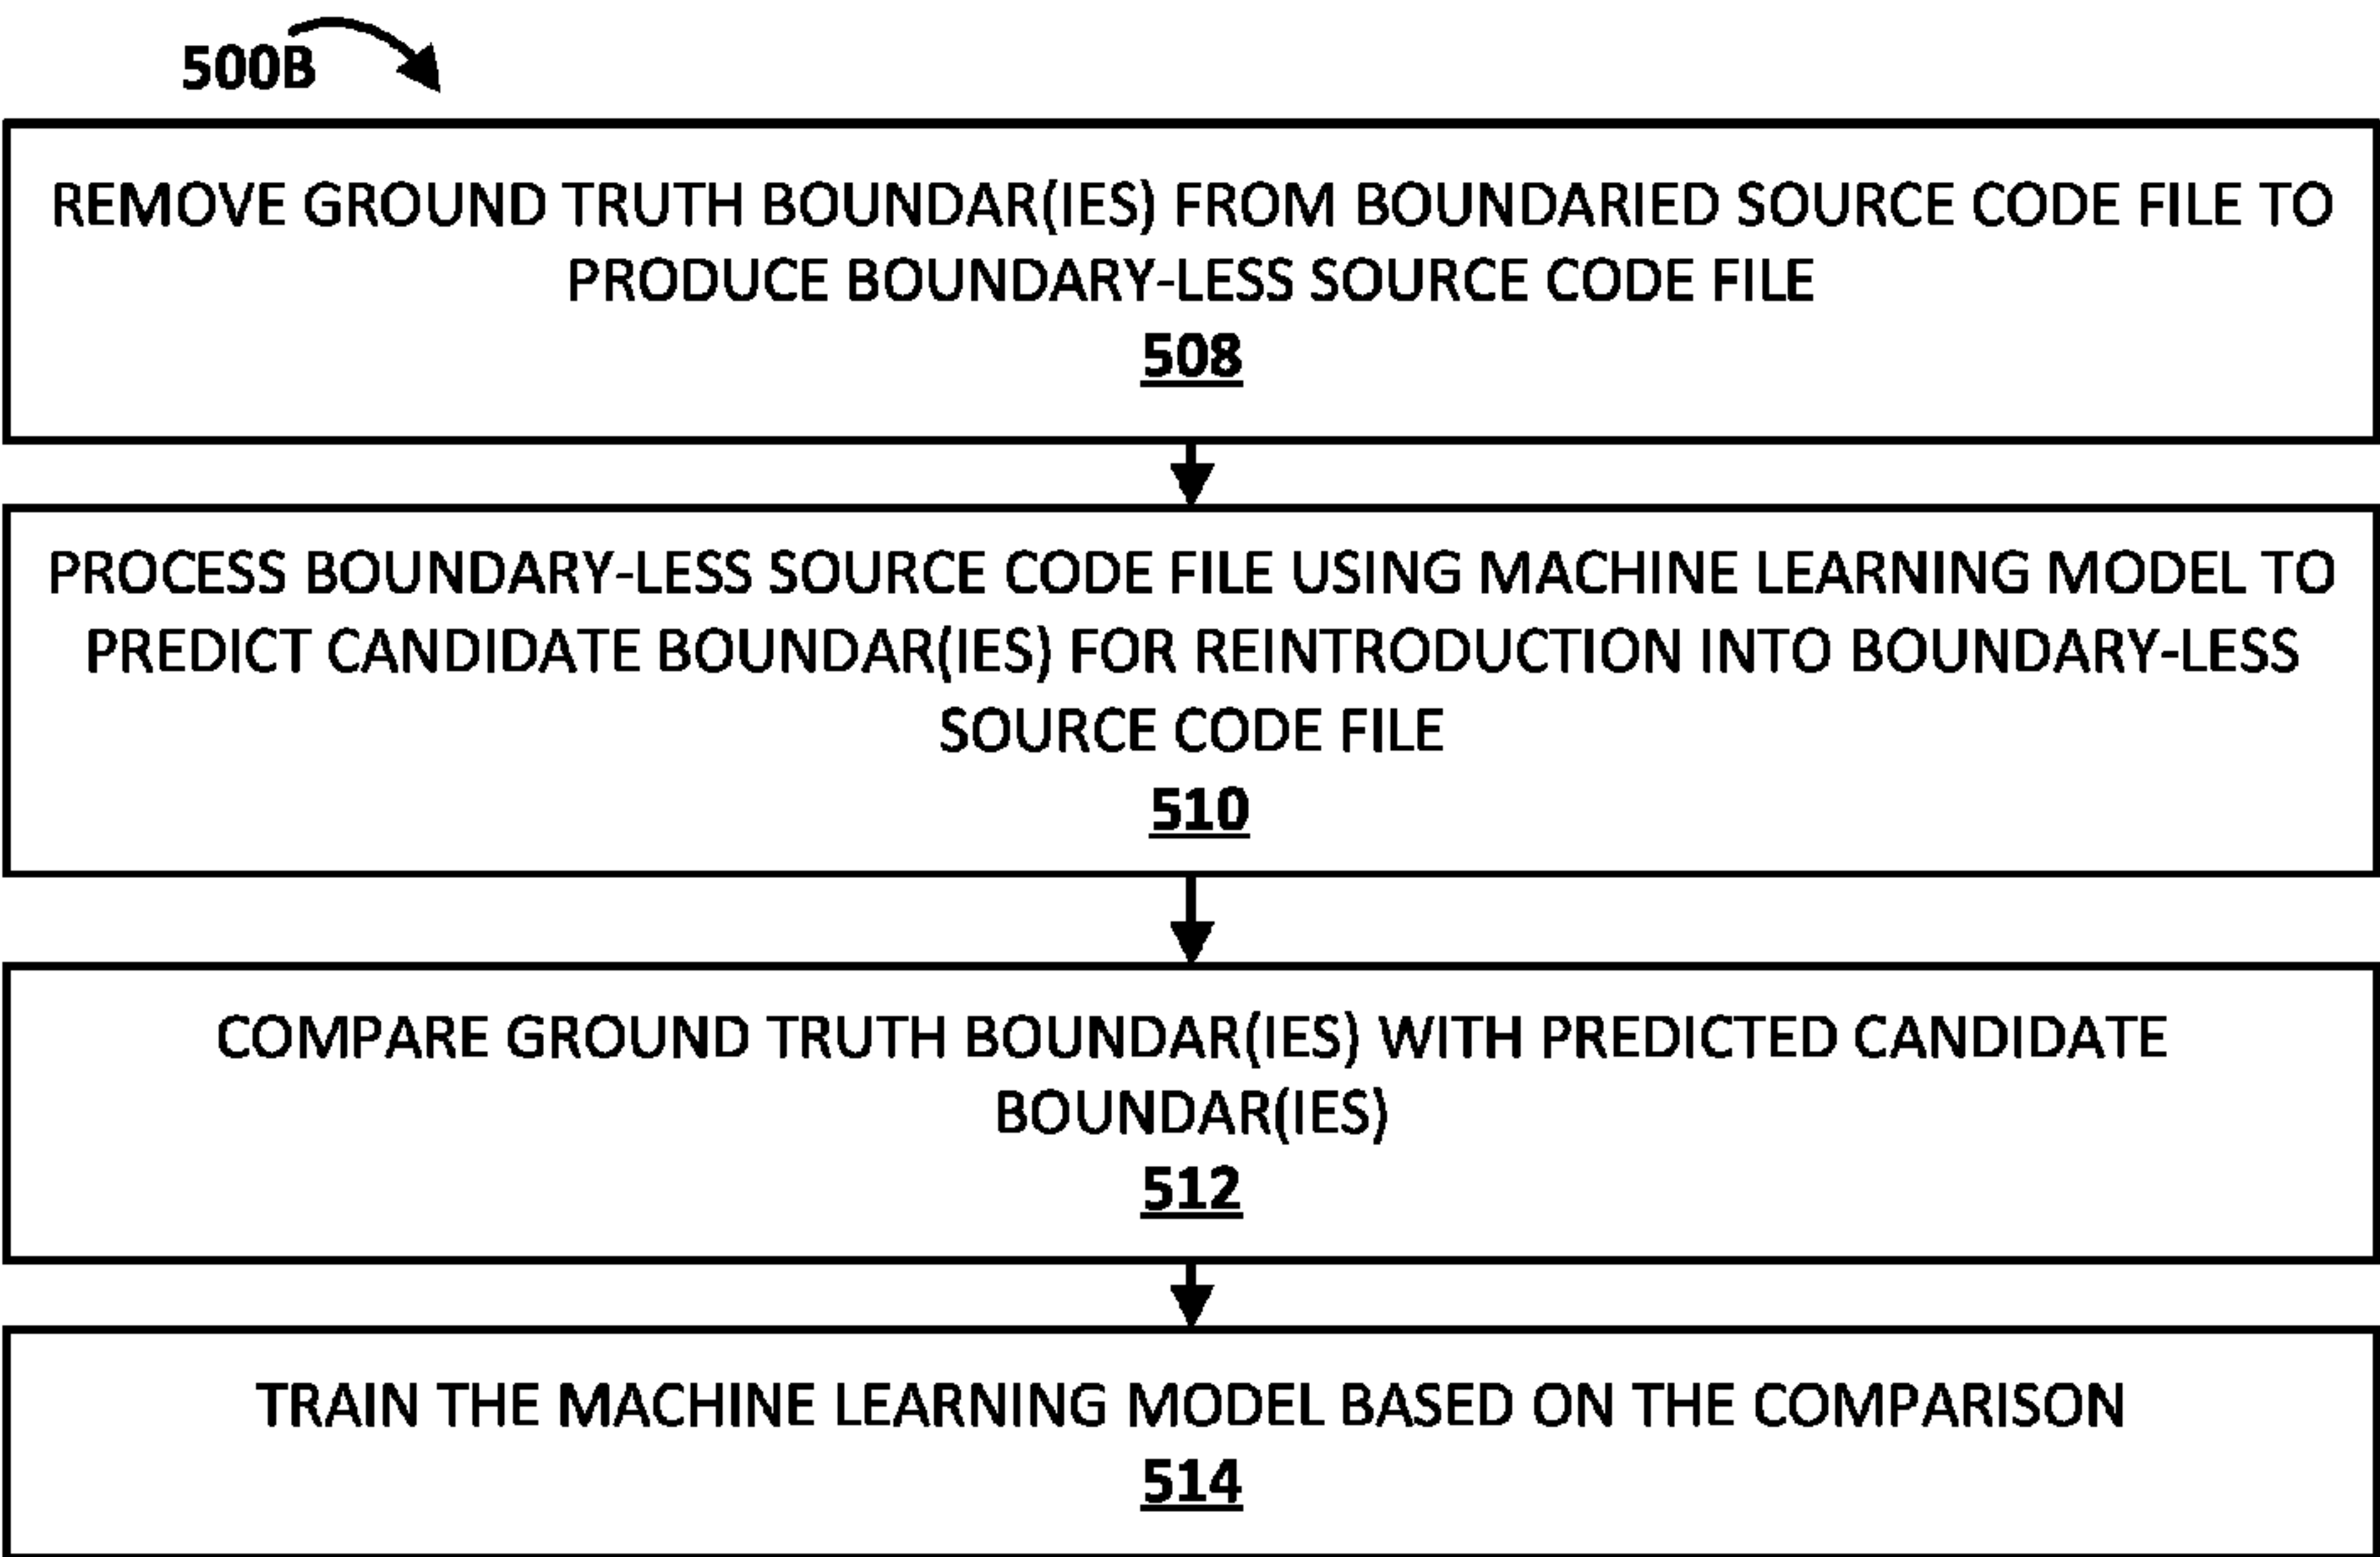 500B
REMOVE GROUND TRUTH BOUNDAR(IES) FROM BOUNDARIED SOURCE CODE FILE TO
PRODUCE BOUNDARY-LESS SOURCE CODE FILE
508
PROCESS BOUNDARY-LESS SOURCE CODE FILE USING MACHINE LEARNING MODEL TO
PREDICT CANDIDATE BOUNDAR(IES) FOR REINTRODUCTION INTO BOUNDARY-LESS
SOURCE CODE FILE
510
COMPARE GROUND TRUTH BOUNDAR(IES) WITH PREDICTED CANDIDATE
BOUNDAR(IES)
512
TRAIN THE MACHINE LEARNING MODEL BASED ON THE COMPARISON
514